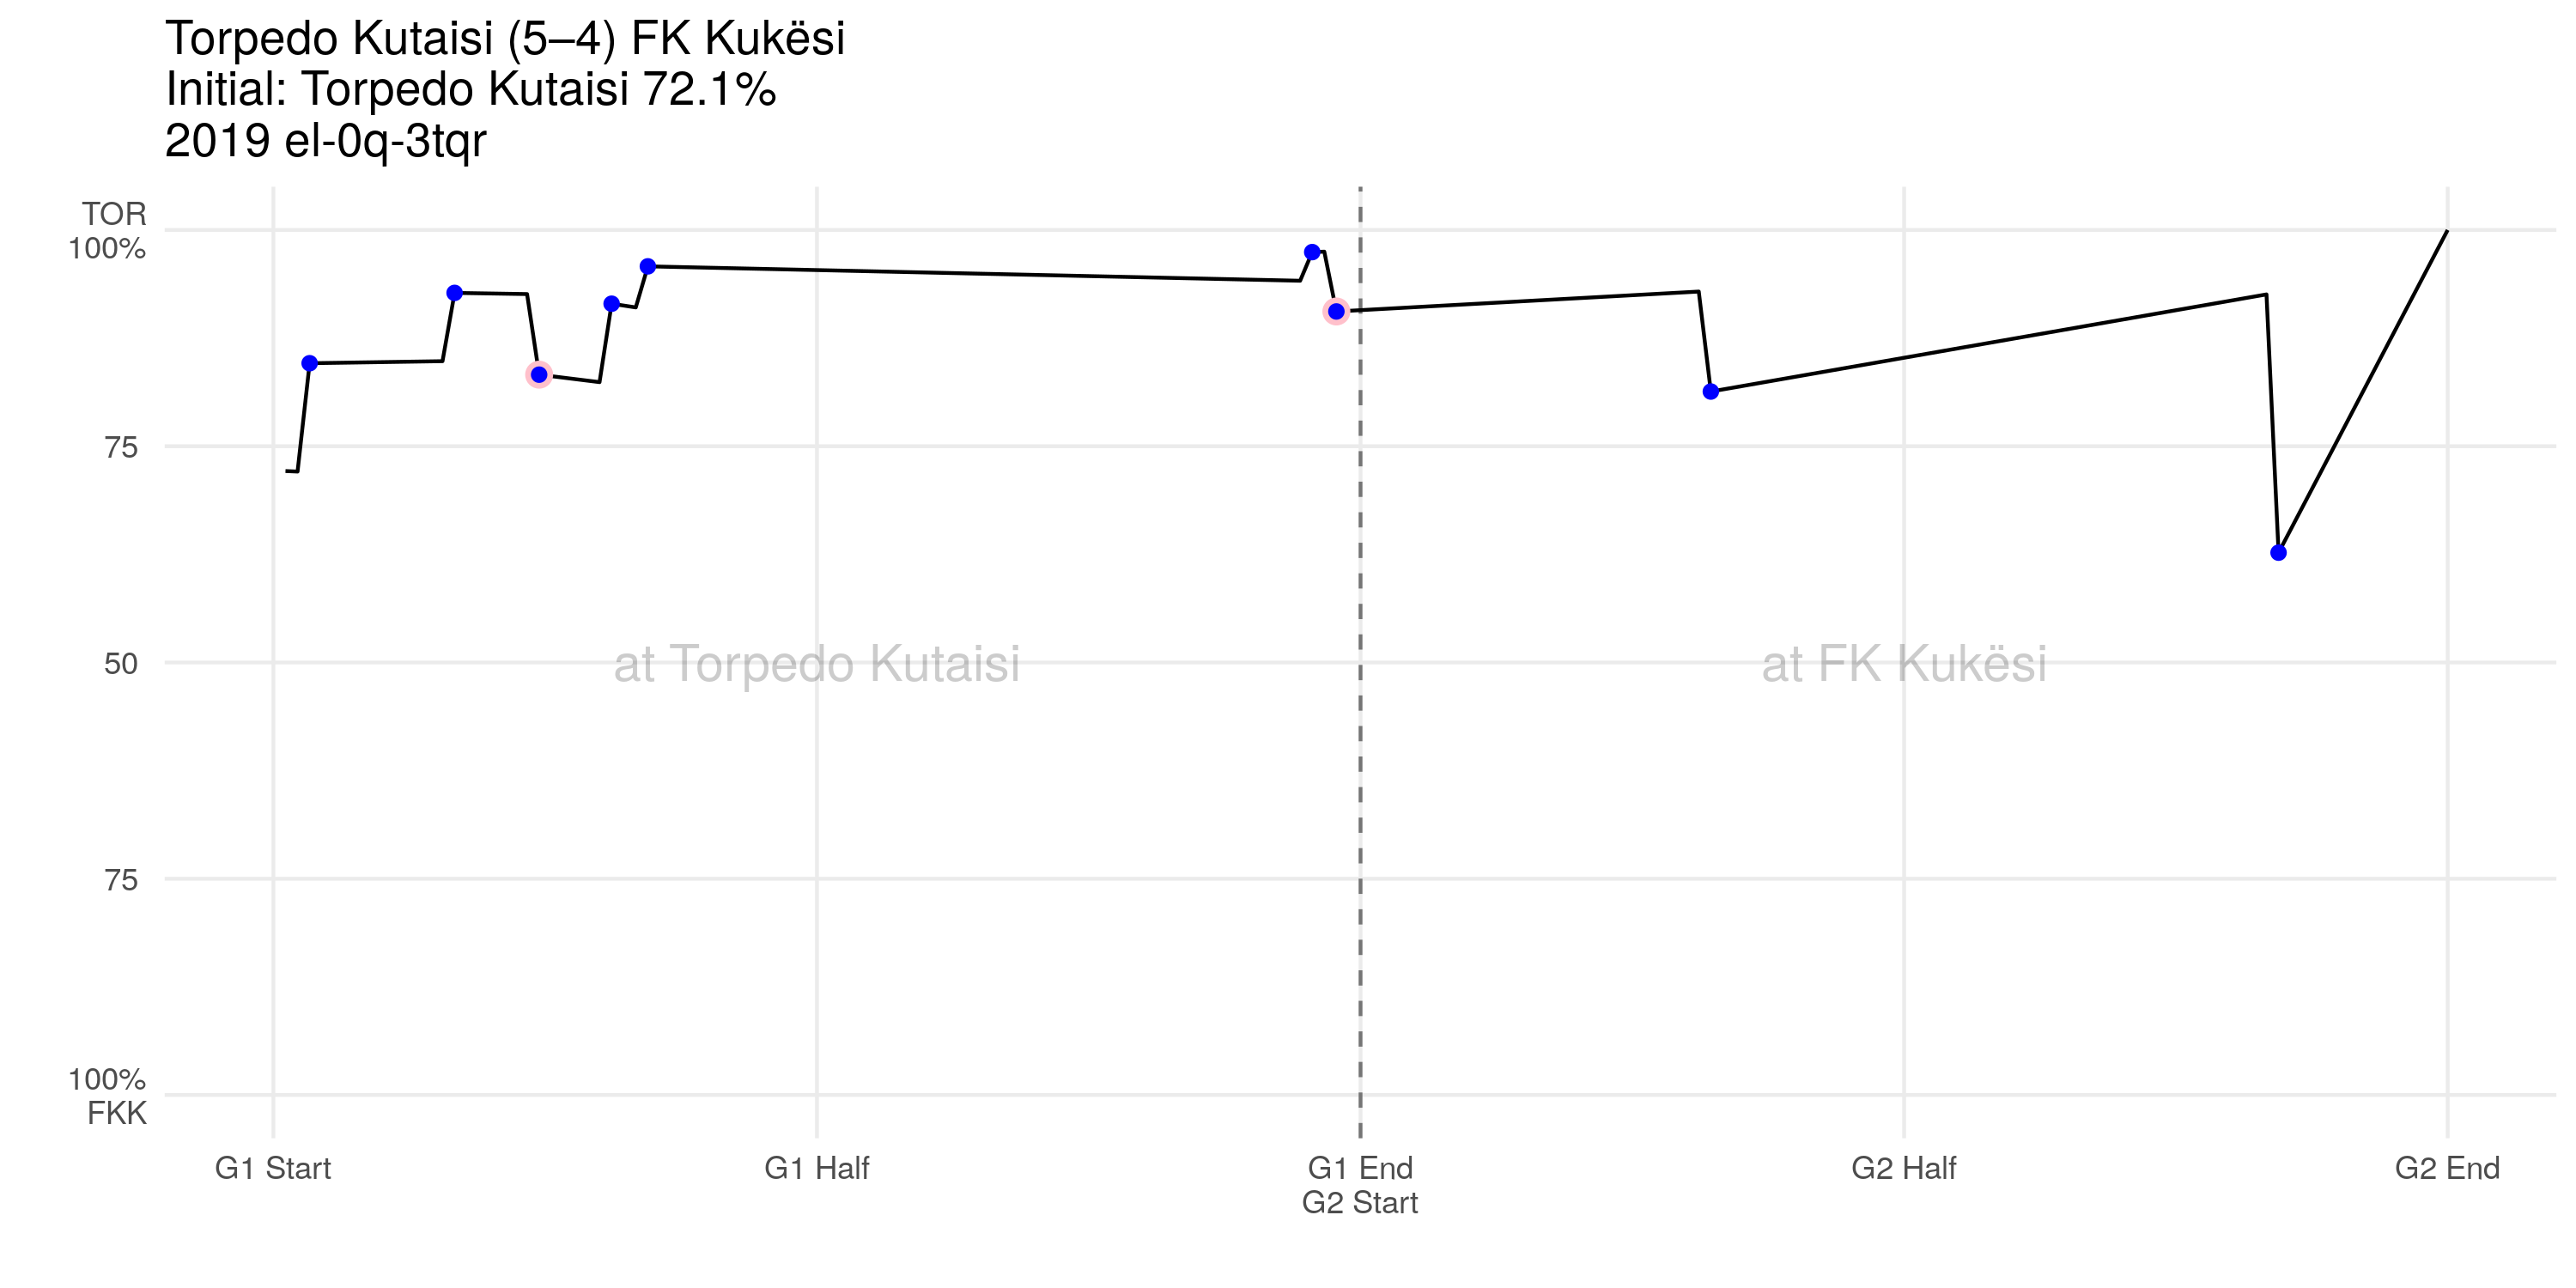 Torpedo Kutaisi (5–4) FK Kukësi
Initial: Torpedo Kutaisi 72.1%
2019 el-0q-3tqr
TOR
100%
75
50
75
100%
FKK
at Torpedo Kutaisi
at FK Kukësi
G1 Start
G1 Half
G1 End
G2 Start
G2 Half
G2 End